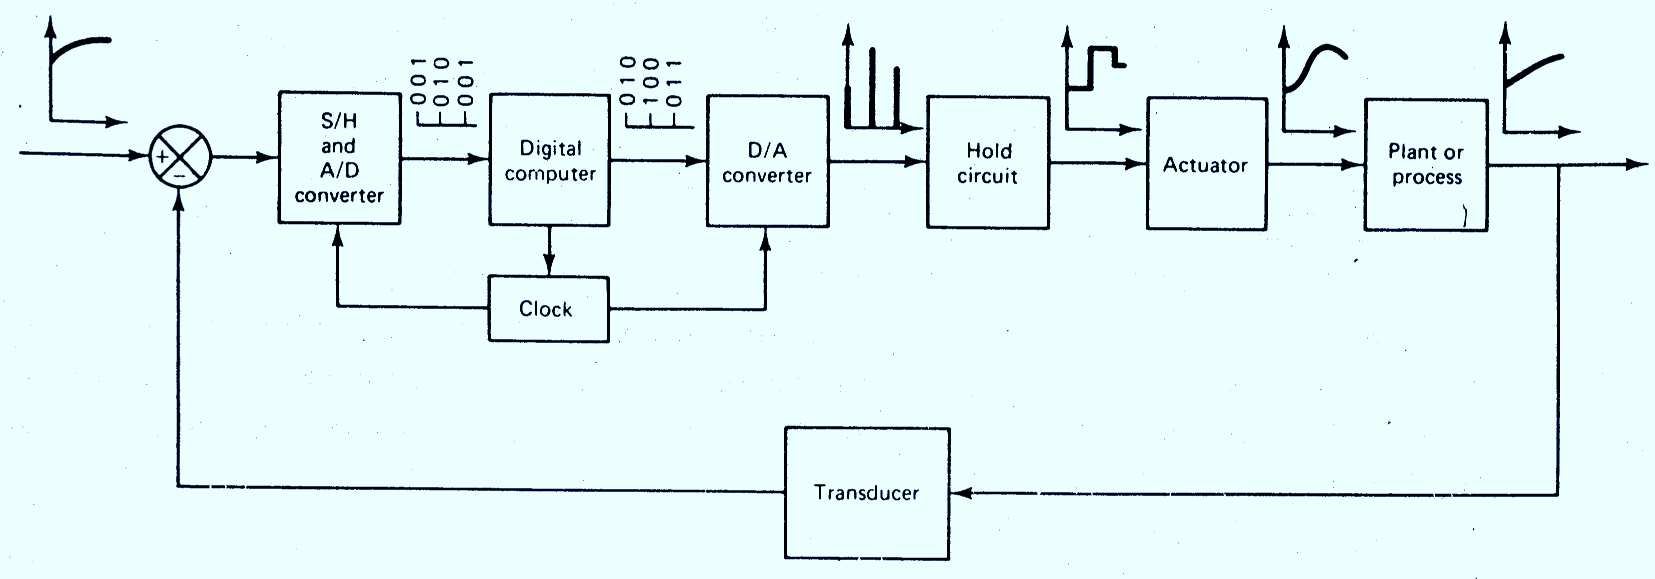 +
−
S/H
and
A/D
converter
001
010
001
Digital
computer
010
100
011
D/A
converter
Hold
circuit
Actuator
Plant or
process
Clock
Transducer